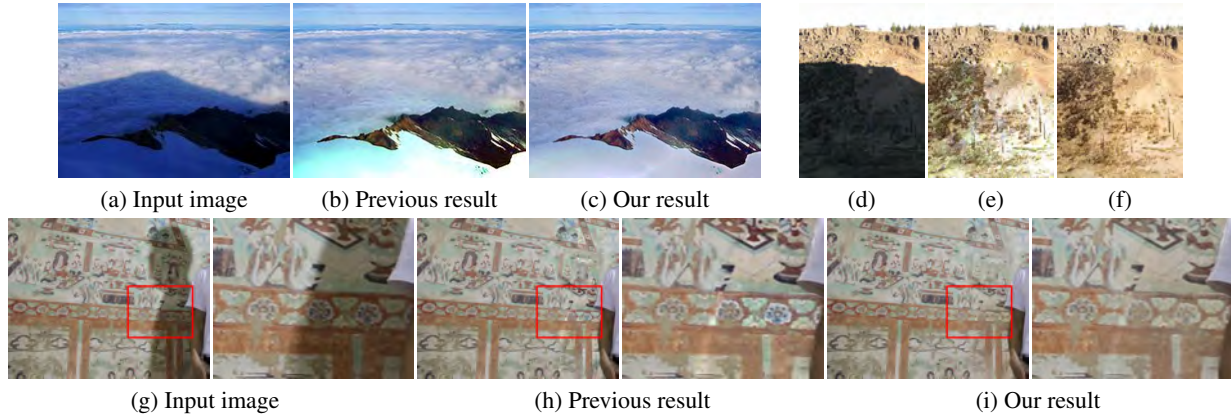 (a) Input image
(b) Previous result
(c) Our result
(d)
(e)
(f)
(g) Input image
(h) Previous result
(i) Our result